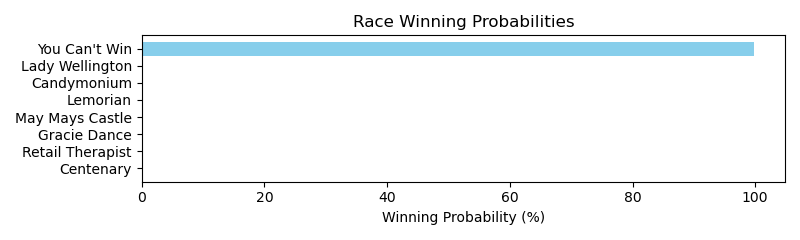 Race Winning Probabilities
You Can't Win
Lady Wellington
Candymonium
Lemorian
May Mays Castle
Gracie Dance
Retail Therapist
Centenary
0 20 40 60 80 100
Winning Probability (%)